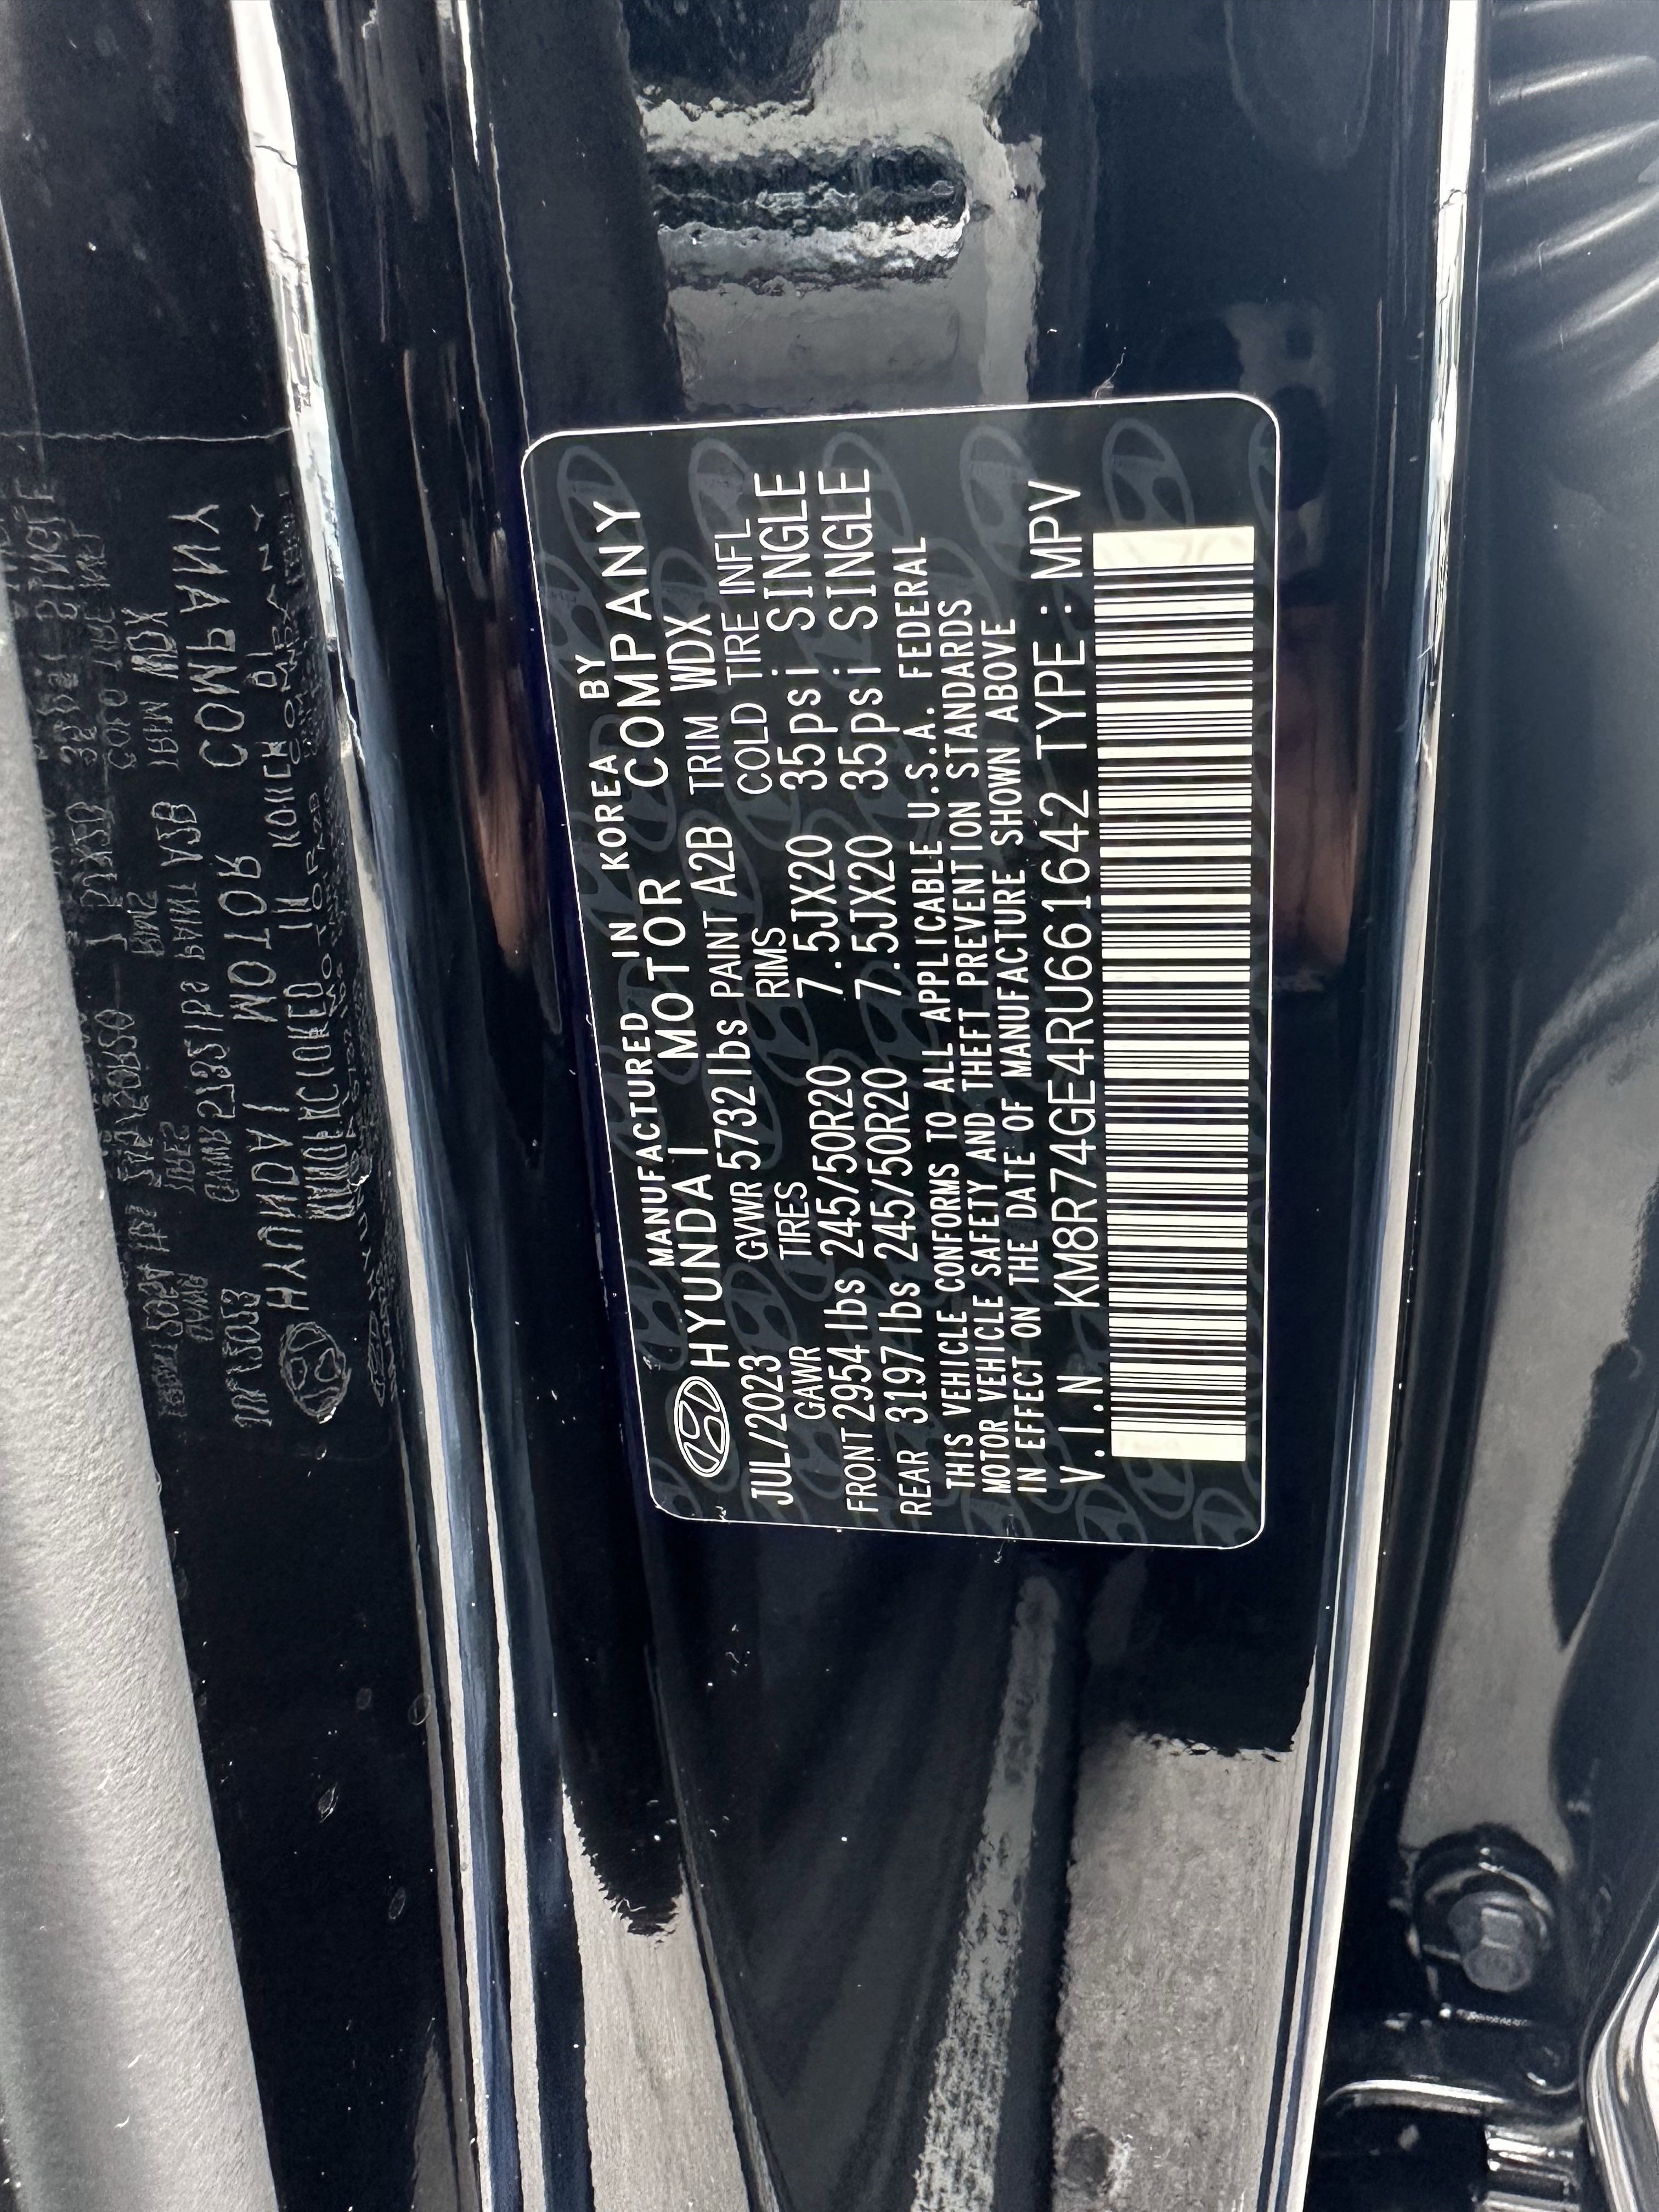 MANUFACTURED IN KOREA BY
HYUNDAI MOTOR COMPANY
JUL/2023 GVWR 5732lbs PAINT A2B TRIM WDX
GAWR TIRES RIMS COLD TIRE INFL
FRONT 2954lbs 245/50R20 7.5JX20 35psi SINGLE
REAR 3197lbs 245/50R20 7.5JX20 35psi SINGLE
THIS VEHICLE CONFORMS TO ALL APPLICABLE U.S.A. FEDERAL
MOTOR VEHICLE SAFETY AND THEFT PREVENTION STANDARDS
IN EFFECT ON THE DATE OF MANUFACTURE SHOWN ABOVE
V.I.N KM8R74GE4RU661642 TYPE : MPV